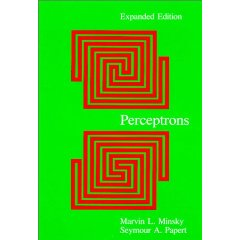 Expanded Edition
Perceptrons
Marvin L. Minsky
Seymour A. Papert